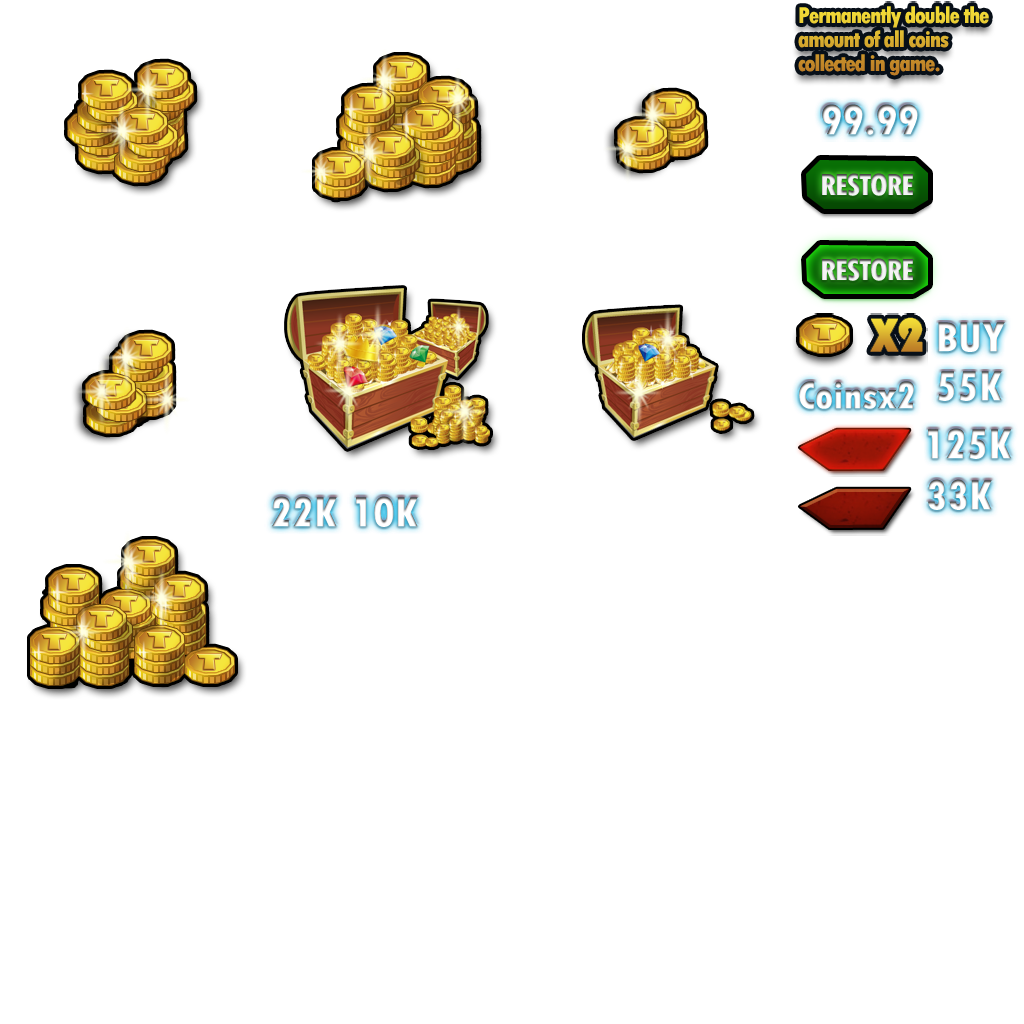 Permanently double the
amount of all coins
collected in game.
99.99
RESTORE
RESTORE
T X2 BUY
Coinsx2 55K
125K
33K
22K 10K